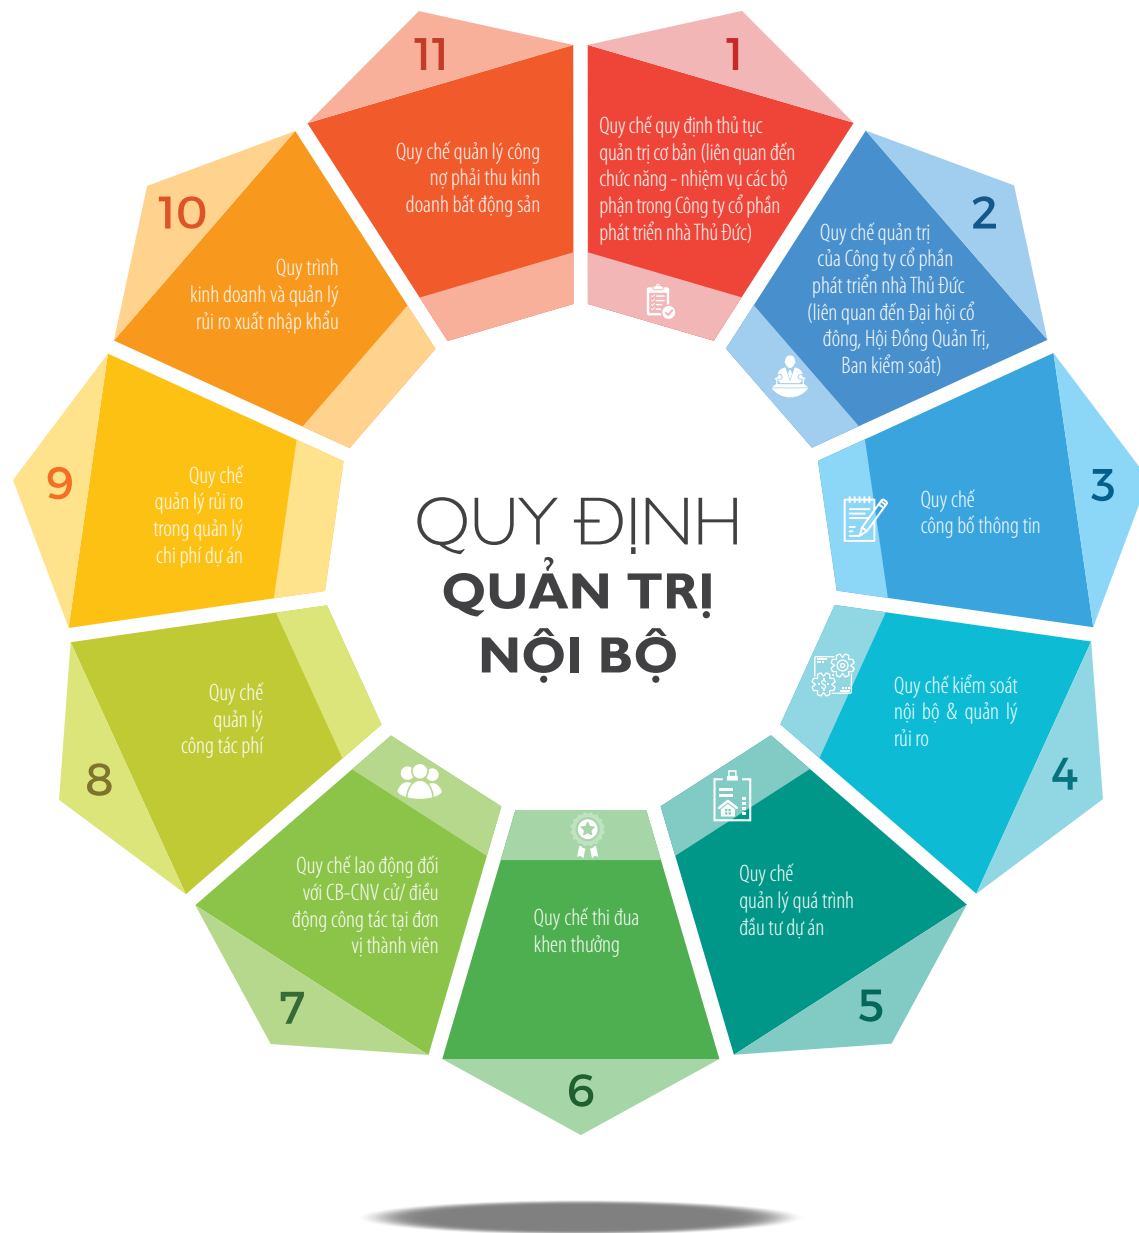 QUY ĐỊNH
QUẢN TRỊ
NỘI BỘ
1
Quy chế quy định thủ tục
quản trị cơ bản (liên quan đến
chức năng - nhiệm vụ các bộ
phận trong Công ty cổ phần
phát triển nhà Thủ Đức)
2
Quy chế quản trị
của Công ty cổ phần
phát triển nhà Thủ Đức
(liên quan đến Đại hội cổ
đông, Hội Đồng Quản Trị,
Ban kiểm soát)
3
Quy chế
công bố thông tin
4
Quy chế kiểm soát
nội bộ & quản lý
rủi ro
5
Quy chế
quản lý quá trình
đầu tư dự án
6
Quy chế thi đua
khen thưởng
7
Quy chế lao động đối
với CB-CNV cử/ điều
động công tác tại đơn
vị thành viên
8
Quy chế
quản lý
công tác phí
9
Quy chế
quản lý rủi ro
trong quản lý
chi phí dự án
10
Quy trình
kinh doanh và quản lý
rủi ro xuất nhập khẩu
11
Quy chế quản lý công
nợ phải thu kinh
doanh bất động sản